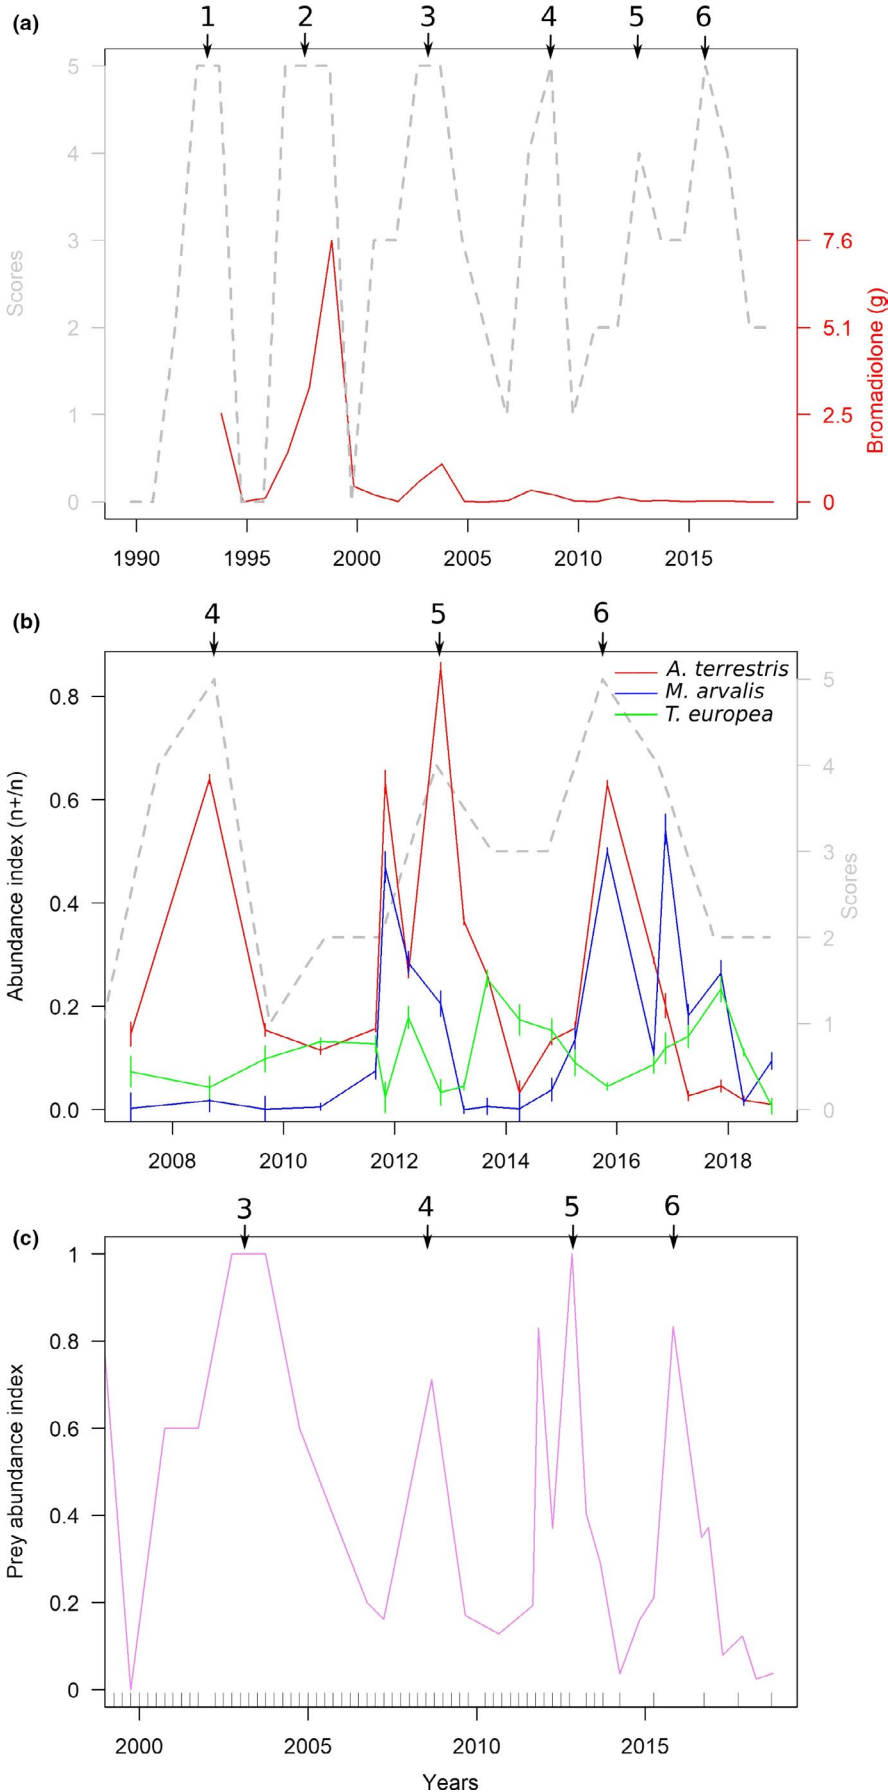 (a)
1 2 3 4 5 6
5
4
3
2
1
0
Scores
7.6
5.1
2.5
0
Bromadiolone (g)
1990 1995 2000 2005 2010 2015
(b)
4 5 6
A. terrestris
M. arvalis
T. europea
0.8
0.6
0.4
0.2
0.0
Abundance index (n+/n)
5
4
3
2
1
0
Scores
2008 2010 2012 2014 2016 2018
(c)
3 4 5 6
1
0.8
0.6
0.4
0.2
0
Prey abundance index
2000 2005 2010 2015
Years